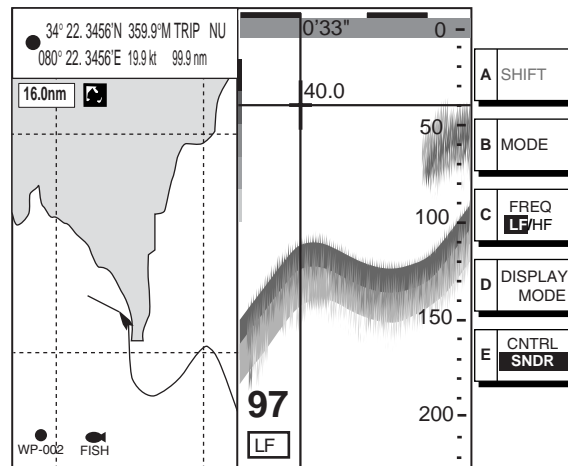 34° 22. 3456'N 359.9°M TRIP NU
080° 22. 3456'E 19.9 kt 99.9 nm
16.0nm
WP-002 FISH
0'33"
40.0
0
50
100
150
200
97
LF
A SHIFT
B MODE
C FREQ
LF/HF
D DISPLAY
MODE
E CNTRL
SNDR